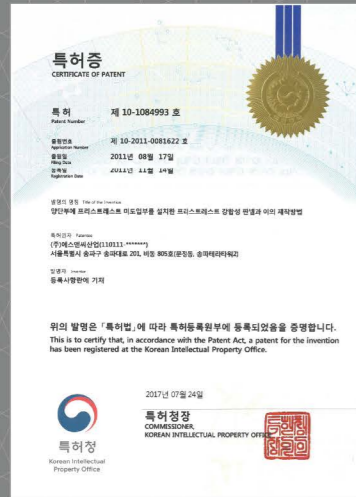 특허증
CERTIFICATE OF PATENT
특허 제 10-1084993 호
Patent Number
출원번호 제 10-2011-0081622 호
Application Number
출원일 2011년 08월 17일
Filing Date
등록일 2011년 11월 14일
Registration Date
발명의 명칭 Title of the Invention
양단부에 프리스트레스트 미도입부를 설치한 프리스트레스트 강합성 판넬과 이의 제작방법
특허권자 Patentee
(주)에스앤씨산업(110111-*******)
서울특별시 송파구 송파대로 201, 비동 805호(문정동, 송파테라타워2)
발명자 Inventor
등록사항란에 기재
위의 발명은 「특허법」에 따라 특허등록원부에 등록되었음을 증명합니다.
This is to certify that, in accordance with the Patent Act, a patent for the invention
has been registered at the Korean Intellectual Property Office.
2017년 07월 24일
특허청장
COMMISSIONER,
KOREAN INTELLECTUAL PROPERTY OFFICE
특허청
Korean Intellectual
Property Office